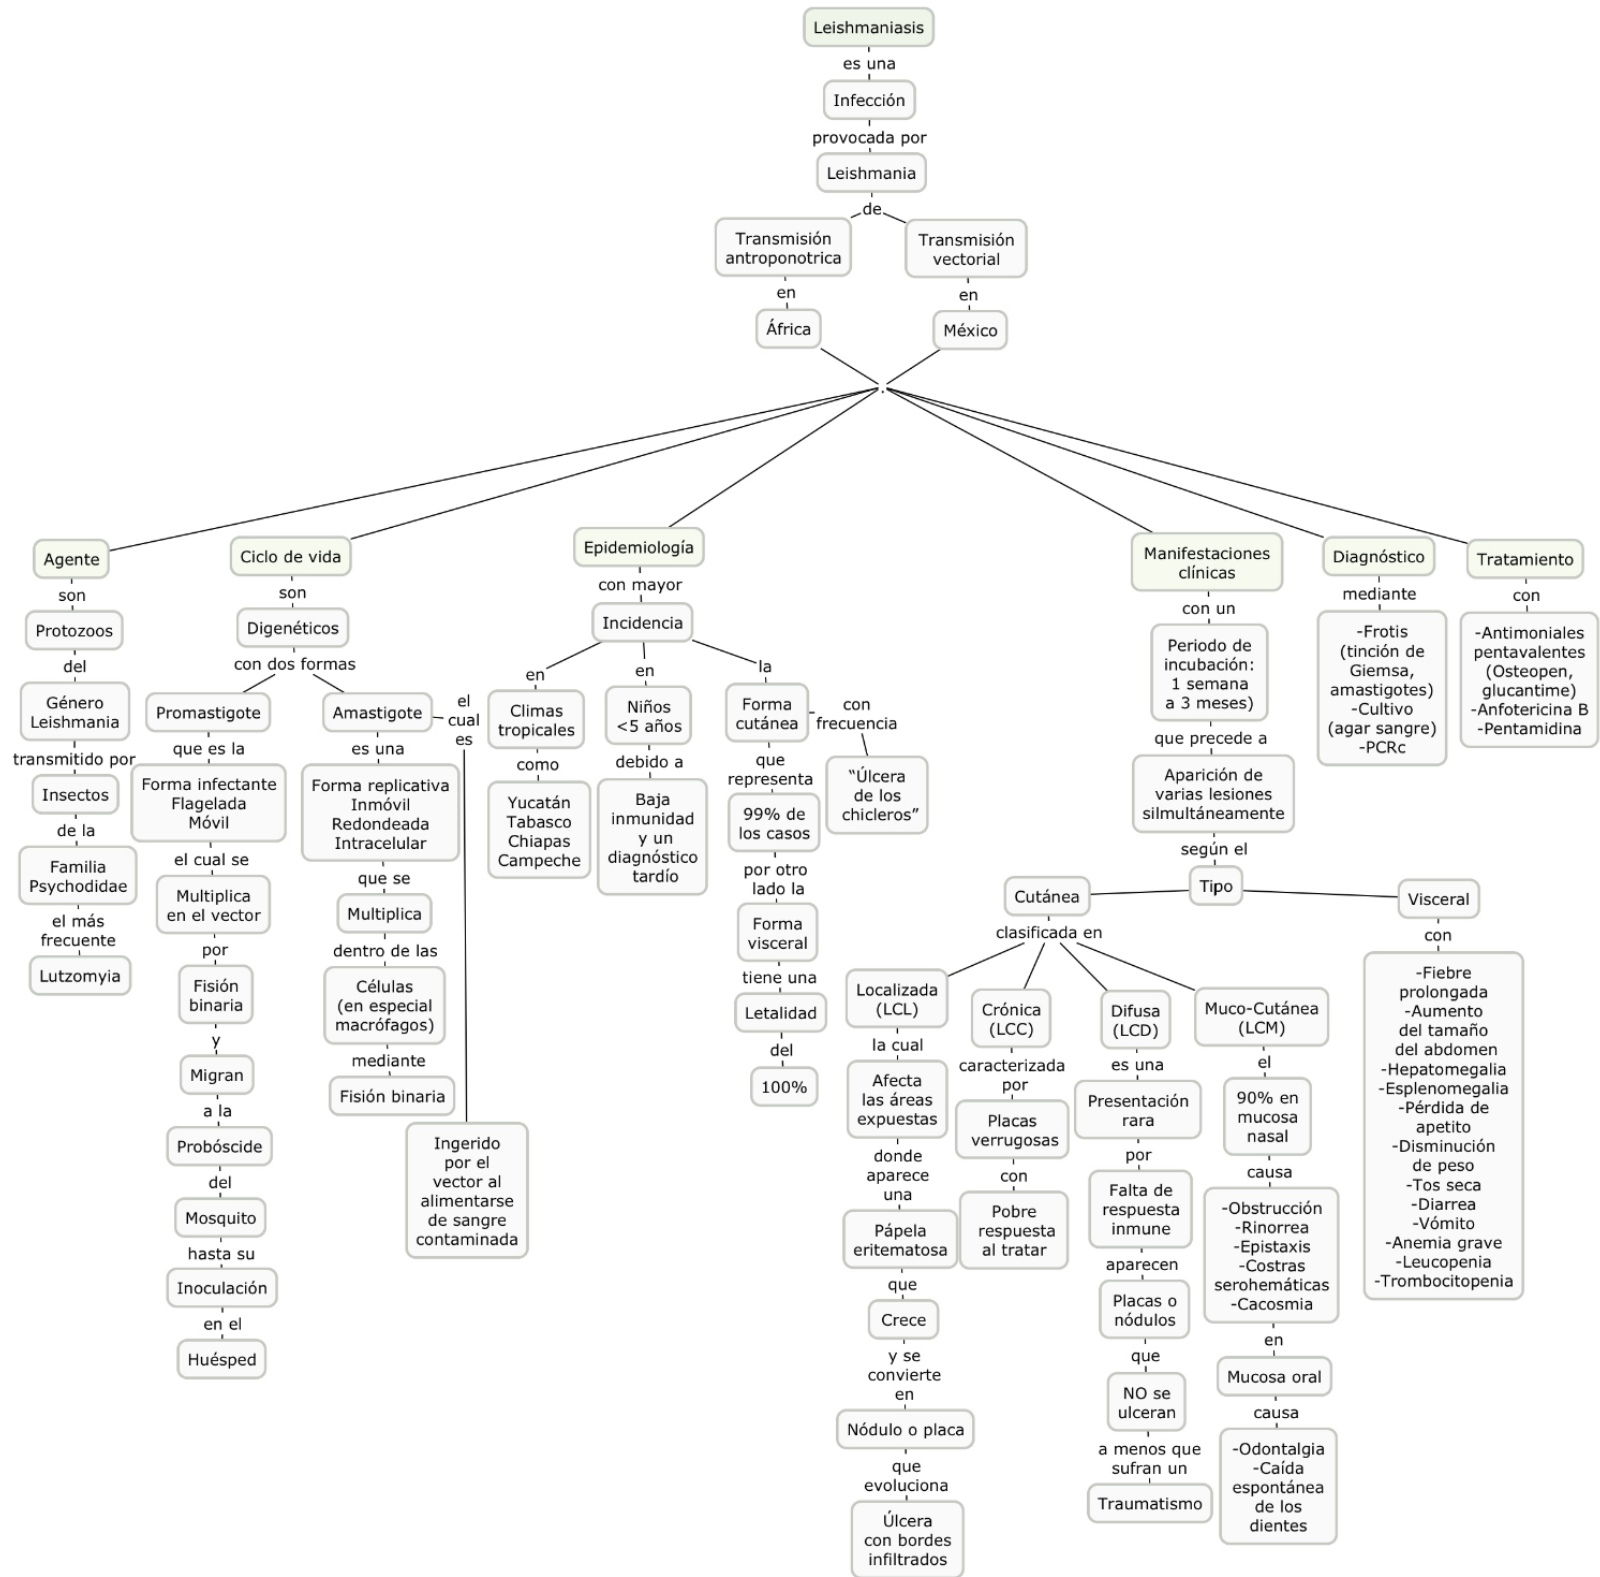 Leishmaniasis
es una
Infección
provocada por
Leishmania
de
Transmisión
antroponotrica
en
África
Transmisión
vectorial
en
México
.
Agente
son
Protozoos
del
Género
Leishmania
transmitido por
Insectos
de la
Familia
Psychodidae
el más
frecuente
Lutzomyia
Ciclo de vida
son
Digenéticos
con dos formas
Promastigote
que es la
Forma infectante
Flagelada
Móvil
el cual se
Multiplica
en el vector
por
Fisión
binaria
y
Migran
a la
Probóscide
del
Mosquito
hasta su
Inoculación
en el
Huésped
Amastigote
es una
Forma replicativa
Inmóvil
Redondeada
Intracelular
que se
Multiplica
dentro de las
Células
(en especial
macrófagos)
mediante
Fisión binaria
el
cual
es
Ingerido
por el
vector al
alimentarse
de sangre
contaminada
Epidemiología
con mayor
Incidencia
en
Climas
tropicales
como
Yucatán
Tabasco
Chiapas
Campeche
en
Niños
<5 años
debido a
Baja
inmunidad
y un
diagnóstico
tardío
la
Forma
cutánea
que
representa
99% de
los casos
por otro
lado la
Forma
visceral
tiene una
Letalidad
del
100%
con
frecuencia
“Úlcera
de los
chicleros”
Manifestaciones
clínicas
con un
Periodo de
incubación:
1 semana
a 3 meses)
que precede a
Aparición de
varias lesiones
silmultáneamente
según el
Tipo
Cutánea
clasificada en
Localizada
(LCL)
la cual
Afecta
las áreas
expuestas
donde
aparece
una
Pápela
eritematosa
que
Crece
y se
convierte
en
Nódulo o placa
que
evoluciona
Úlcera
con bordes
infiltrados
Crónica
(LCC)
caracterizada
por
Placas
verrugosas
con
Pobre
respuesta
al tratar
Difusa
(LCD)
es una
Presentación
rara
por
Falta de
respuesta
inmune
aparecen
Placas o
nódulos
que
NO se
ulceran
a menos que
sufran un
Traumatismo
Muco-Cutánea
(LCM)
el
90% en
mucosa
nasal
causa
-Obstrucción
-Rinorrea
-Epistaxis
-Costras
serohemáticas
-Cacosmia
en
Mucosa oral
causa
-Odontalgia
-Caída
espontánea
de los
dientes
Visceral
con
-Fiebre
prolongada
-Aumento
del tamaño
del abdomen
-Hepatomegalia
-Esplenomegalia
-Pérdida de
apetito
-Disminución
de peso
-Tos seca
-Diarrea
-Vómito
-Anemia grave
-Leucopenia
-Trombocitopenia
Diagnóstico
mediante
-Frotis
(tinción de
Giemsa,
amastigotes)
-Cultivo
(agar sangre)
-PCRc
Tratamiento
con
-Antimoniales
pentavalentes
(Osteopen,
glucantime)
-Anfotericina B
-Pentamidina